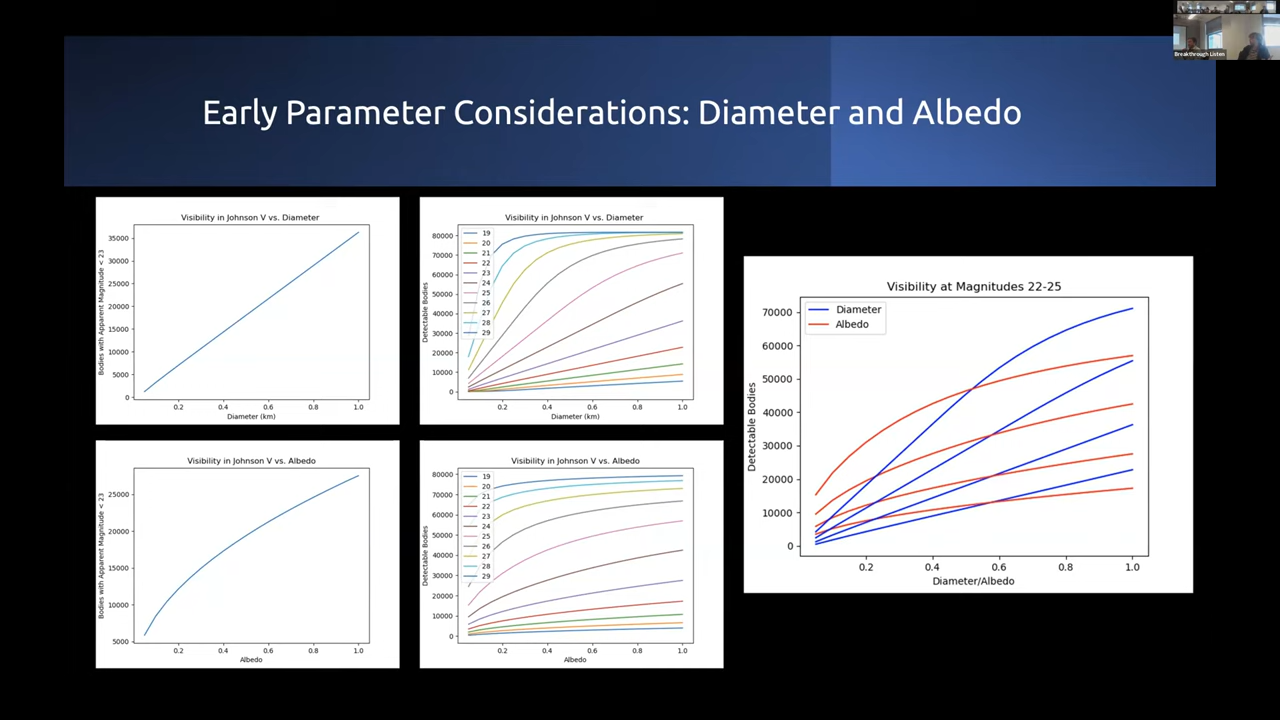 Breakthrough Listen
Early Parameter Considerations: Diameter and Albedo
Visibility in Johnson V vs. Diameter
Bodies with Apparent Magnitude < 23
35000
30000
25000
20000
15000
10000
5000
0
0.2 0.4 0.6 0.8 1.0
Diameter (km)
Visibility in Johnson V vs. Diameter
Detectable Bodies
80000
70000
60000
50000
40000
30000
20000
10000
0
19
20
21
22
23
24
25
26
27
28
29
0.2 0.4 0.6 0.8 1.0
Diameter (km)
Visibility in Johnson V vs. Albedo
Bodies with Apparent Magnitude < 23
25000
20000
15000
10000
5000
0.2 0.4 0.6 0.8 1.0
Albedo
Visibility in Johnson V vs. Albedo
Detectable Bodies
80000
70000
60000
50000
40000
30000
20000
10000
0
19
20
21
22
23
24
25
26
27
28
29
0.2 0.4 0.6 0.8 1.0
Albedo
Visibility at Magnitudes 22-25
Diameter
Albedo
Detectable Bodies
70000
60000
50000
40000
30000
20000
10000
0
0.2 0.4 0.6 0.8 1.0
Diameter/Albedo